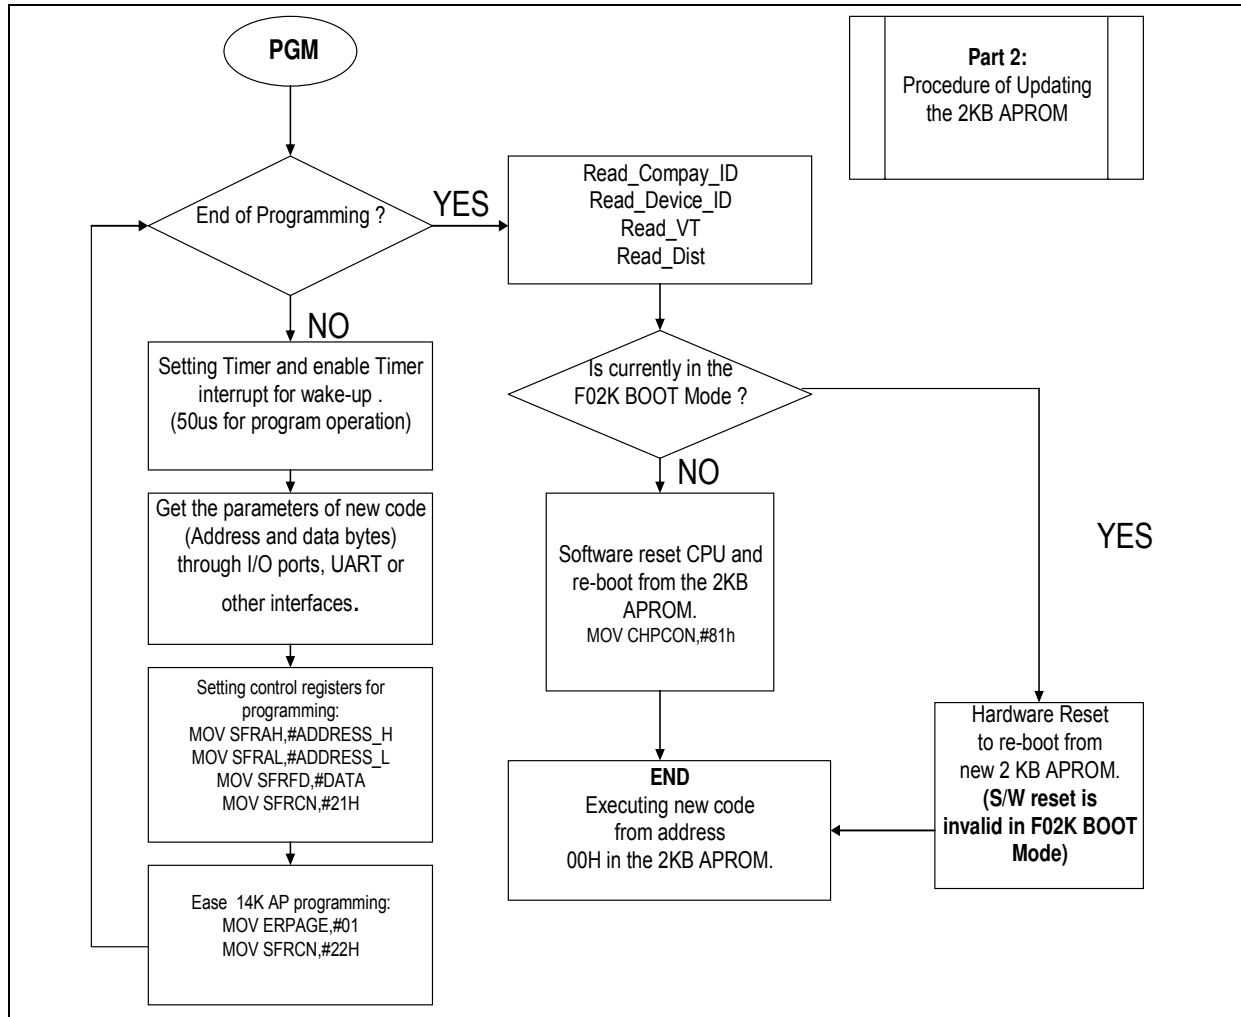 PGM
Part 2:
Procedure of Updating
the 2KB APROM
End of Programming ?
YES
Read_Compay_ID
Read_Device_ID
Read_VT
Read_Dist
NO
Setting Timer and enable Timer
interrupt for wake-up .
(50us for program operation)
Is currently in the
F02K BOOT Mode ?
NO
YES
Get the parameters of new code
(Address and data bytes)
through I/O ports, UART or
other interfaces.
Software reset CPU and
re-boot from the 2KB
APROM.
MOV CHPCON,#81h
Setting control registers for
programming:
MOV SFRAH,#ADDRESS_H
MOV SFRAL,#ADDRESS_L
MOV SFRFD,#DATA
MOV SFRCN,#21H
Hardware Reset
to re-boot from
new 2 KB APROM.
(S/W reset is
invalid in F02K BOOT
Mode)
END
Executing new code
from address
00H in the 2KB APROM.
Ease 14K AP programming:
MOV ERPAGE,#01
MOV SFRCN,#22H